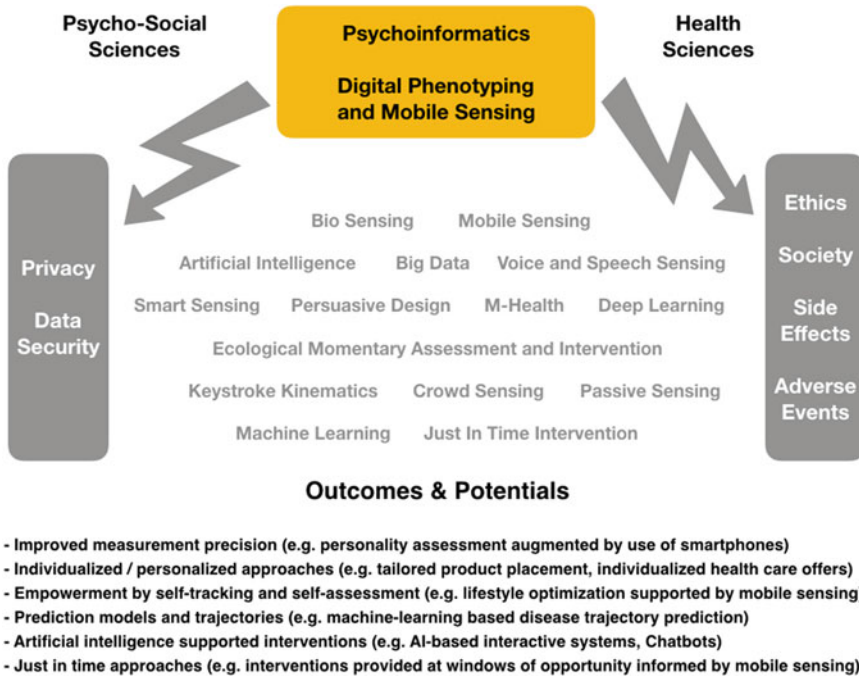 Psycho-Social
Sciences
Psychoinformatics
Digital Phenotyping
and Mobile Sensing
Health
Sciences
Privacy
Data
Security
Bio Sensing Mobile Sensing
Artificial Intelligence Big Data Voice and Speech Sensing
Smart Sensing Persuasive Design M-Health Deep Learning
Ecological Momentary Assessment and Intervention
Keystroke Kinematics Crowd Sensing Passive Sensing
Machine Learning Just In Time Intervention
Ethics
Society
Side
Effects
Adverse
Events
Outcomes & Potentials
- Improved measurement precision (e.g. personality assessment augmented by use of smartphones)
- Individualized / personalized approaches (e.g. tailored product placement, individualized health care offers)
- Empowerment by self-tracking and self-assessment (e.g. lifestyle optimization supported by mobile sensing
- Prediction models and trajectories (e.g. machine-learning based disease trajectory prediction)
- Artificial intelligence supported interventions (e.g. AI-based interactive systems, Chatbots)
- Just in time approaches (e.g. interventions provided at windows of opportunity informed by mobile sensing)